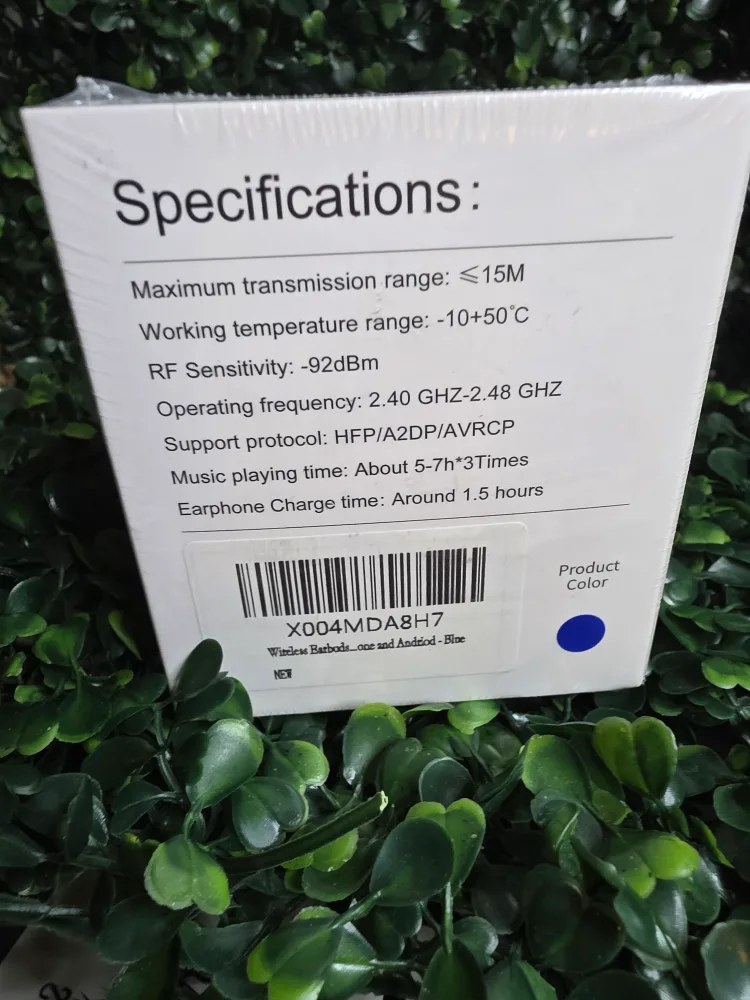 Specifications:
Maximum transmission range: ≤15M
Working temperature range: -10+50°C
RF Sensitivity: -92dBm
Operating frequency: 2.40 GHZ-2.48 GHZ
Support protocol: HFP/A2DP/AVRCP
Music playing time: About 5-7h*3Times
Earphone Charge time: Around 1.5 hours
X004MDA8H7
Wireless Earbuds...one and Andriod - Blue
NEW
Product
Color